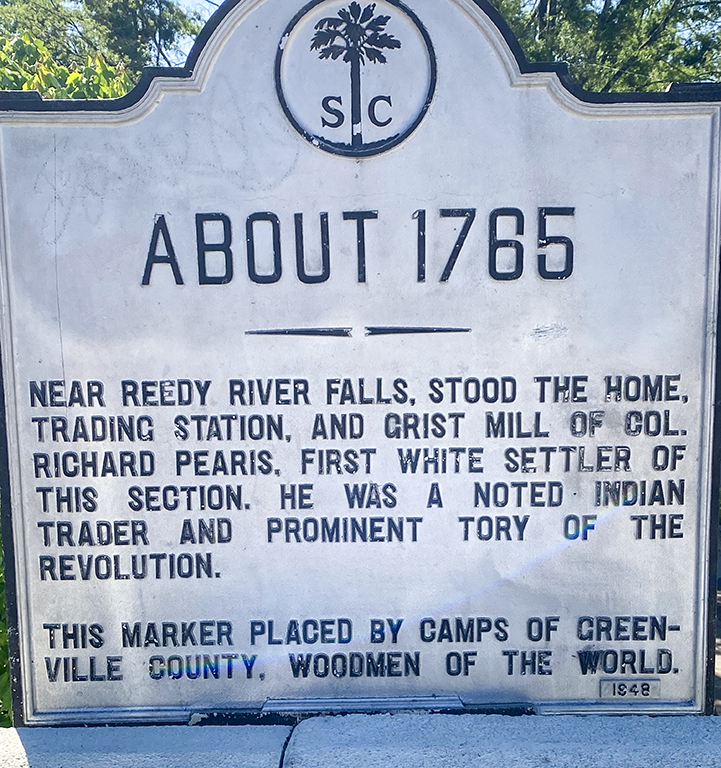 SC
ABOUT 1765
NEAR REEDY RIVER FALLS, STOOD THE HOME,
TRADING STATION, AND GRIST MILL OF COL.
RICHARD PEARIS, FIRST WHITE SETTLER OF
THIS SECTION. HE WAS A NOTED INDIAN
TRADER AND PROMINENT TORY OF THE
REVOLUTION.
THIS MARKER PLACED BY CAMPS OF GREEN-
VILLE COUNTY, WOODMEN OF THE WORLD.
1948